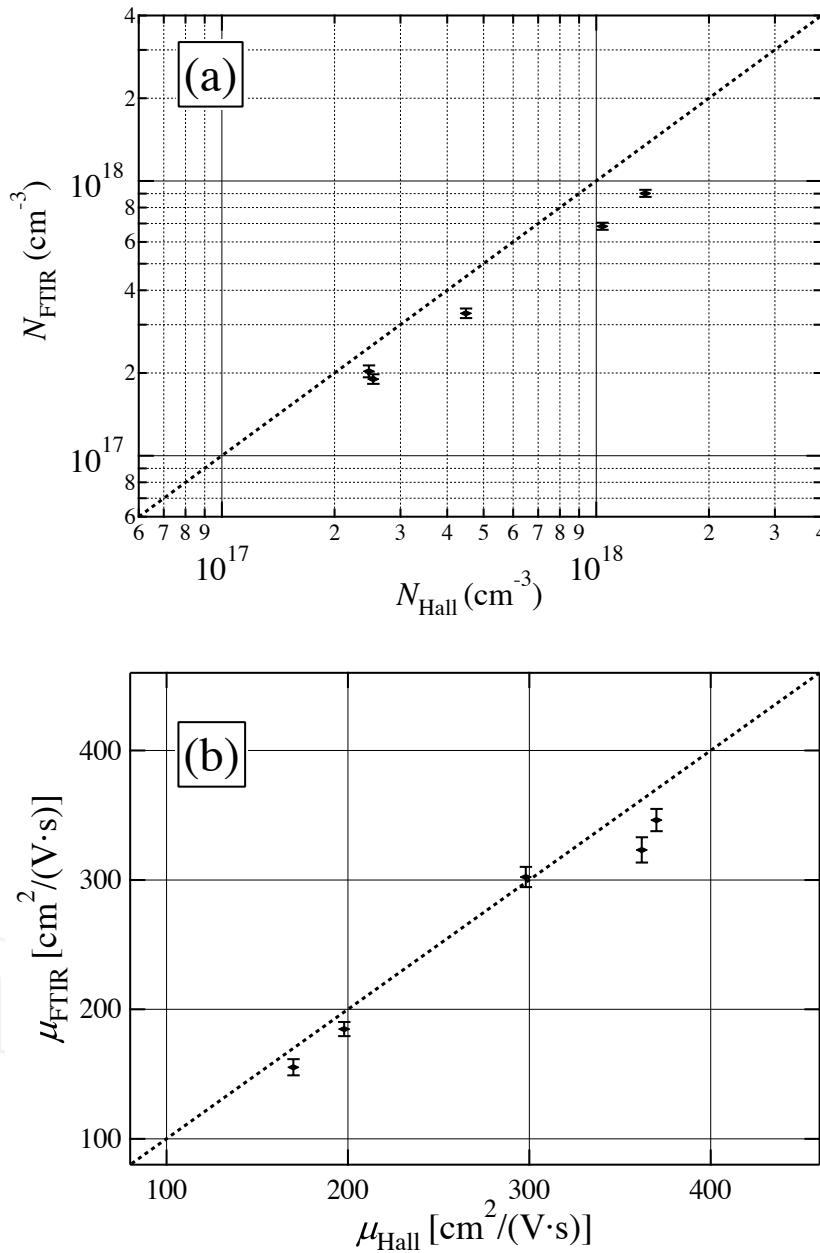 (a)
4
2
10^18
8
6
4
2
10^17
8
6
N_FTIR (cm^-3)
6 7 8 9 2 3 4 5 6 7 8 9 2 3 4
10^17 10^18
N_Hall (cm^-3)
(b)
400
300
200
100
μ_FTIR [cm^2/(V·s)]
100 200 300 400
μ_Hall [cm^2/(V·s)]